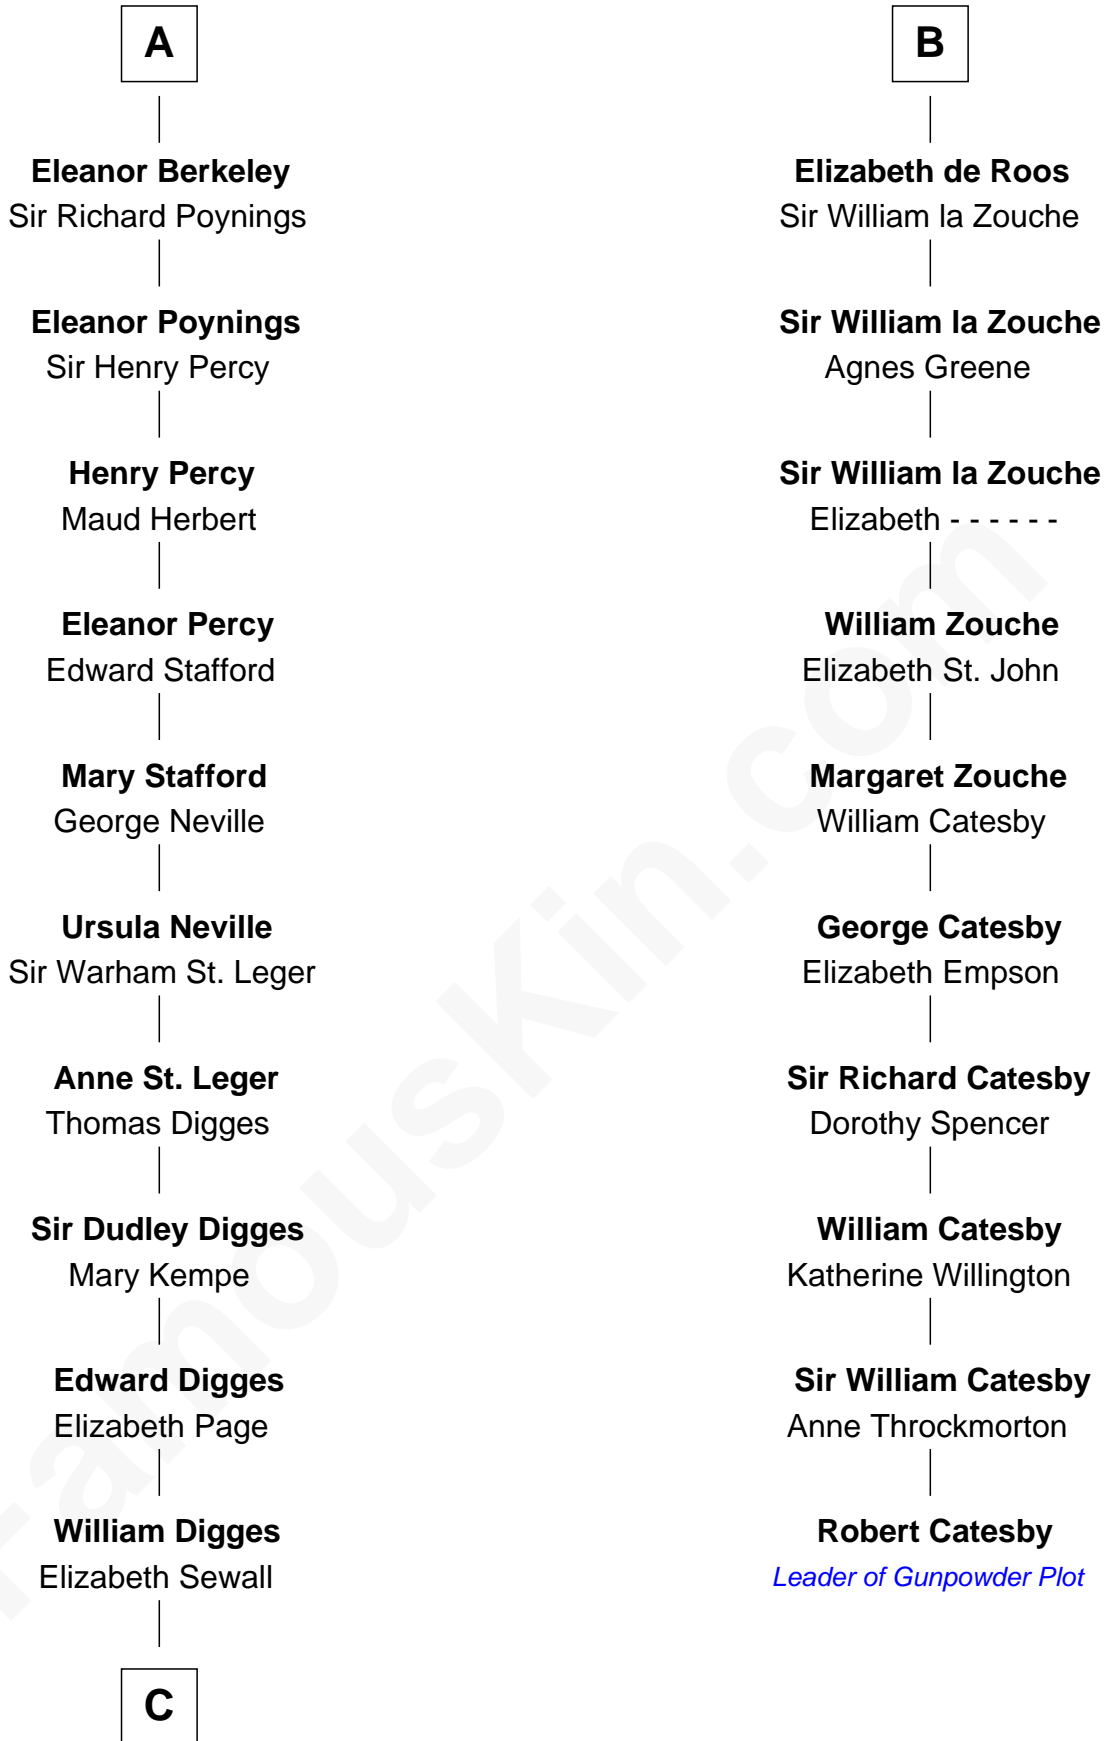 A
Eleanor Berkeley
Sir Richard Poynings
Eleanor Poynings
Sir Henry Percy
Henry Percy
Maud Herbert
Eleanor Percy
Edward Stafford
Mary Stafford
George Neville
Ursula Neville
Sir Warham St. Leger
Anne St. Leger
Thomas Digges
Sir Dudley Digges
Mary Kempe
Edward Digges
Elizabeth Page
William Digges
Elizabeth Sewall
C
B
Elizabeth de Roos
Sir William la Zouche
Sir William la Zouche
Agnes Greene
Sir William la Zouche
Elizabeth - - - - - -
William Zouche
Elizabeth St. John
Margaret Zouche
William Catesby
George Catesby
Elizabeth Empson
Sir Richard Catesby
Dorothy Spencer
William Catesby
Katherine Willington
Sir William Catesby
Anne Throckmorton
Robert Catesby
Leader of Gunpowder Plot
FamousKin.com